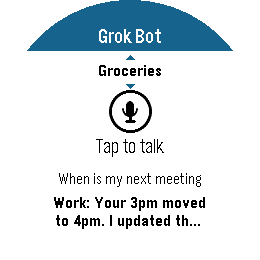 Grok Bot
Groceries
Tap to talk
When is my next meeting
Work: Your 3pm moved
to 4pm. I updated th...